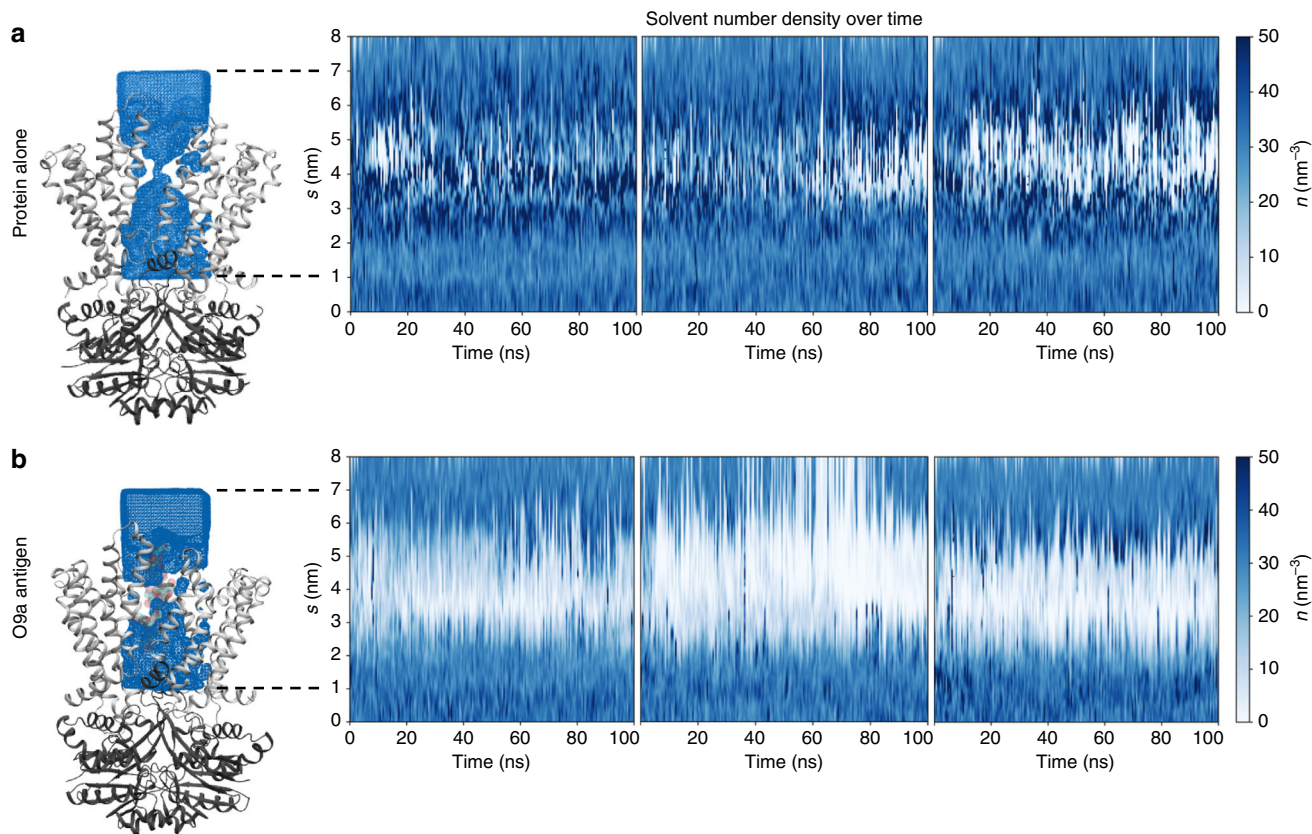 Solvent number density over time
a
Protein alone
s (nm)
8
7
6
5
4
3
2
1
0
0 20 40 60 80 100
20 40 60 80 100
20 40 60 80 100
Time (ns) Time (ns) Time (ns)
50
40
30
20
10
0
n (nm⁻³)
b
O9a antigen
s (nm)
8
7
6
5
4
3
2
1
0
0 20 40 60 80 100
20 40 60 80 100
20 40 60 80 100
Time (ns) Time (ns) Time (ns)
50
40
30
20
10
0
n (nm⁻³)